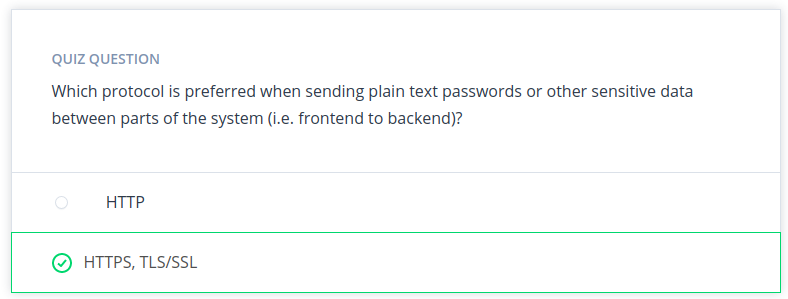 QUIZ QUESTION
Which protocol is preferred when sending plain text passwords or other sensitive data
between parts of the system (i.e. frontend to backend)?
HTTP
HTTPS, TLS/SSL